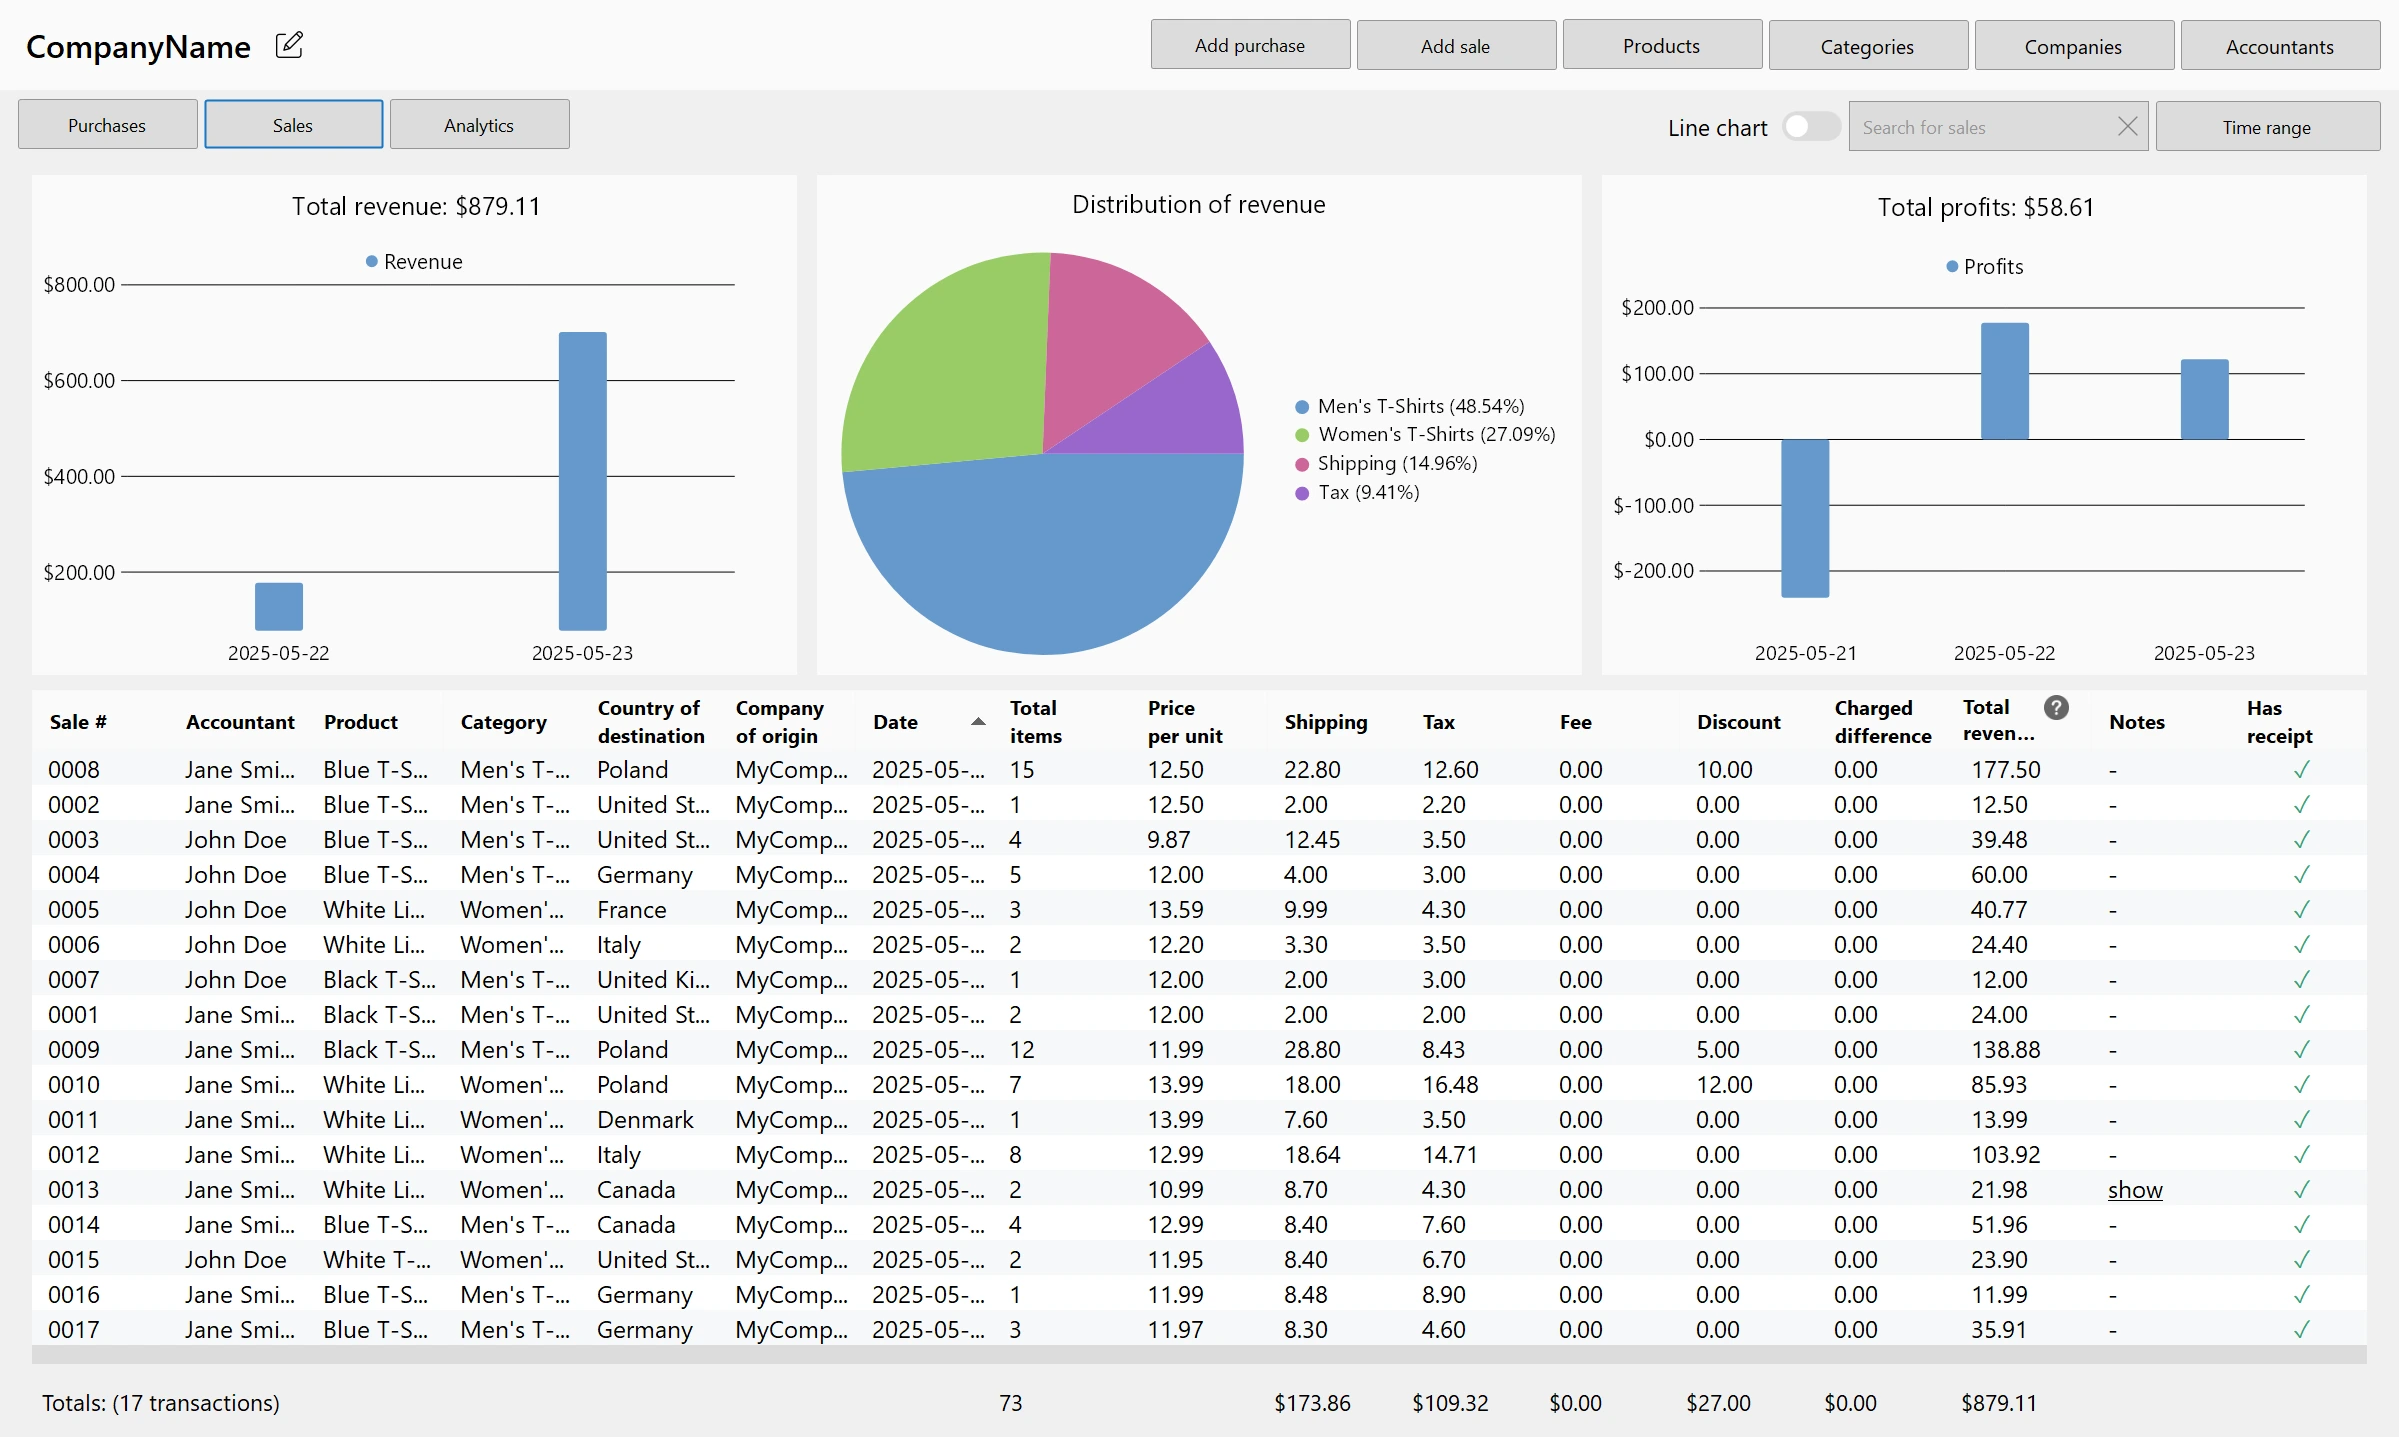 CompanyName
Add purchase
Add sale
Products
Categories
Companies
Accountants
Purchases
Sales
Analytics
Line chart
Search for sales
Time range
Total revenue: $879.11
Revenue
$800.00
$600.00
$400.00
$200.00
2025-05-22
2025-05-23
Distribution of revenue
Men's T-Shirts (48.54%)
Women's T-Shirts (27.09%)
Shipping (14.96%)
Tax (9.41%)
Total profits: $58.61
Profits
$200.00
$100.00
$0.00
$-100.00
$-200.00
2025-05-21
2025-05-22
2025-05-23
Sale # Accountant Product Category Country of destination Company of origin Date Total items Price per unit Shipping Tax Fee Discount Charged difference Total reven... ? Notes Has receipt
0008 Jane Smi... Blue T-S... Men's T-... Poland MyComp... 2025-05-... 15 12.50 22.80 12.60 0.00 10.00 0.00 177.50 - ✓
0002 Jane Smi... Blue T-S... Men's T-... United St... MyComp... 2025-05-... 1 12.50 2.00 2.20 0.00 0.00 0.00 12.50 - ✓
0003 John Doe Blue T-S... Men's T-... United St... MyComp... 2025-05-... 4 9.87 12.45 3.50 0.00 0.00 0.00 39.48 - ✓
0004 John Doe Blue T-S... Men's T-... Germany MyComp... 2025-05-... 5 12.00 4.00 3.00 0.00 0.00 0.00 60.00 - ✓
0005 John Doe White Li... Women'... France MyComp... 2025-05-... 3 13.59 9.99 4.30 0.00 0.00 0.00 40.77 - ✓
0006 John Doe White Li... Women'... Italy MyComp... 2025-05-... 2 12.20 3.30 3.50 0.00 0.00 0.00 24.40 - ✓
0007 John Doe Black T-S... Men's T-... United Ki... MyComp... 2025-05-... 1 12.00 2.00 3.00 0.00 0.00 0.00 12.00 - ✓
0001 Jane Smi... Black T-S... Men's T-... United St... MyComp... 2025-05-... 2 12.00 2.00 2.00 0.00 0.00 0.00 24.00 - ✓
0009 Jane Smi... Black T-S... Men's T-... Poland MyComp... 2025-05-... 12 11.99 28.80 8.43 0.00 5.00 0.00 138.88 - ✓
0010 Jane Smi... White Li... Women'... Poland MyComp... 2025-05-... 7 13.99 18.00 16.48 0.00 12.00 0.00 85.93 - ✓
0011 Jane Smi... White Li... Women'... Denmark MyComp... 2025-05-... 1 13.99 7.60 3.50 0.00 0.00 0.00 13.99 - ✓
0012 Jane Smi... White Li... Women'... Italy MyComp... 2025-05-... 8 12.99 18.64 14.71 0.00 0.00 0.00 103.92 - ✓
0013 Jane Smi... White Li... Women'... Canada MyComp... 2025-05-... 2 10.99 8.70 4.30 0.00 0.00 0.00 21.98 show ✓
0014 Jane Smi... Blue T-S... Men's T-... Canada MyComp... 2025-05-... 4 12.99 8.40 7.60 0.00 0.00 0.00 51.96 - ✓
0015 John Doe White T-... Women'... United St... MyComp... 2025-05-... 2 11.95 8.40 6.70 0.00 0.00 0.00 23.90 - ✓
0016 Jane Smi... Blue T-S... Men's T-... Germany MyComp... 2025-05-... 1 11.99 8.48 8.90 0.00 0.00 0.00 11.99 - ✓
0017 Jane Smi... Blue T-S... Men's T-... Germany MyComp... 2025-05-... 3 11.97 8.30 4.60 0.00 0.00 0.00 35.91 - ✓
Totals: (17 transactions) 73 $173.86 $109.32 $0.00 $27.00 $0.00 $879.11